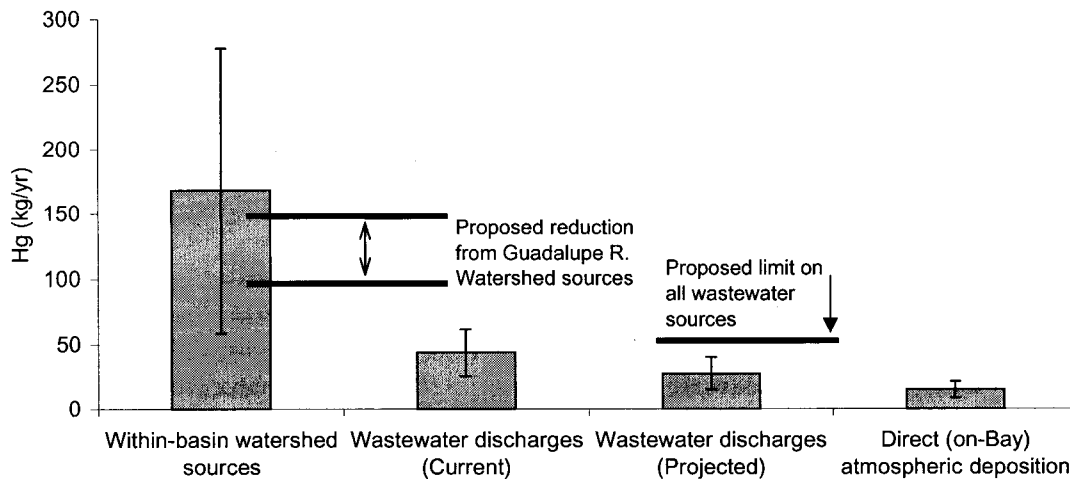 300
250
200
150
100
50
0
Hg (kg/yr)
Proposed reduction
from Guadalupe R.
Watershed sources
Proposed limit on
all wastewater
sources
Within-basin watershed
sources
Wastewater discharges
(Current)
Wastewater discharges
(Projected)
Direct (on-Bay)
atmospheric deposition